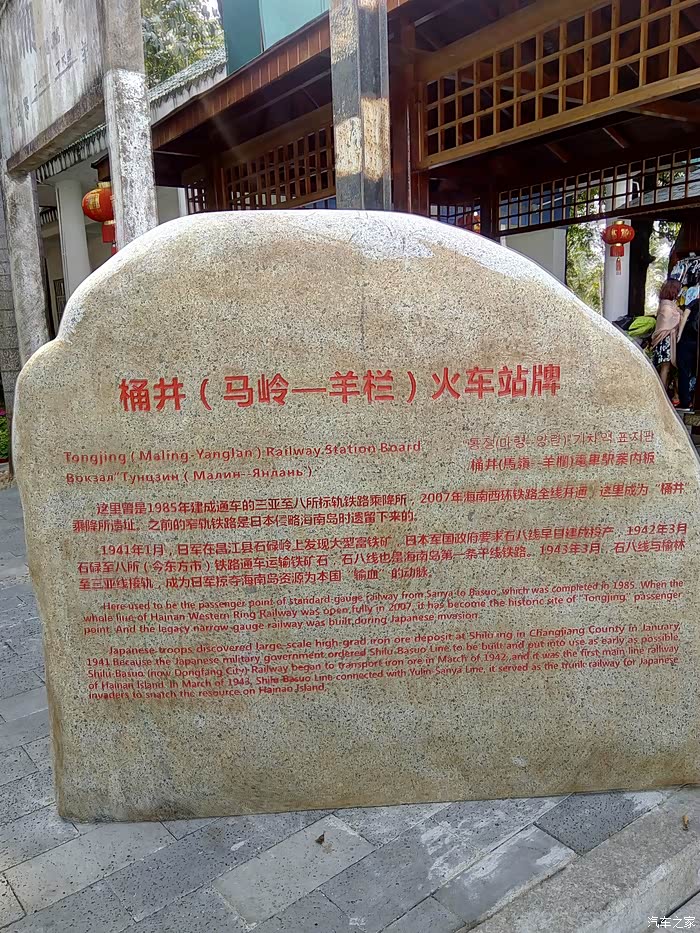 桶井（马岭—羊栏）火车站牌
Tongjing（Maling-Yanglan）Railway Station Board
통정(마령--양란) 기차역 표지판
Вокзал Тунцзин（Малин--Янлань）
桶井(馬嶺--羊欄)電車駅案内板
这里曾是1985年建成通车的三亚至八所标轨铁路乘降所，2007年海南西环铁路全线开通，这里成为“桶井
乘降所遗址。之前的窄轨铁路是日本侵略海南岛时遗留下来的。
1941年1月，日军在昌江县石碌岭上发现大型富铁矿，日本军国政府要求石八线早日建成投产，1942年3月
石碌至八所（今东方市）铁路通车运输铁矿石，石八线也是海南岛第一条干线铁路。1943年3月，石八线与榆林
至三亚线接轨，成为日军掠夺海南岛资源为本国“输血”的动脉。
Here used to be the passenger point of standard-gauge railway from Sanya to Basuo, which was completed in 1985. When the
whole line of Hainan Western Ring Railway was open fully in 2007, it has become the historic site of "Tongjing" passenger
point. And the legacy narrow-gauge railway was built during Japanese invasion.
Japanese troops discovered large-scale high-grad iron ore deposit at Shilu ing in Changjiang County in January,
1941.Because the Japanese military government ordered Shilu-Basuo Line to be built and put into use as early as possible,
Shilu-Basuo (now Dongfang City) Railway began to transport iron ore in March of 1942, and it was the first main line railway
of Hainan Island. In March of 1943, Shilu-Basuo Line connected with Yulin-Sanya Line, it served as the trunk railway for Japanese
invaders to snatch the resource on Hainao Island.
汽车之家